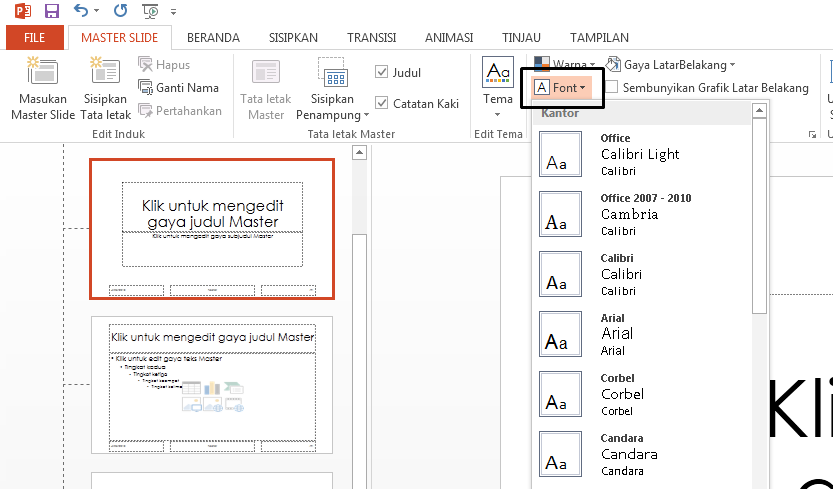 FILE MASTER SLIDE BERANDA SISIPKAN TRANSISI ANIMASI TINJAU TAMPILAN
Masukan
Master Slide
Sisipkan
Tata letak
Hapus
Ganti Nama
Pertahankan
Edit Induk
Tata letak
Master
Sisipkan
Penampung
Judul
Catatan Kaki
Tata letak Master
Aa
Tema
Edit Tema
Warna
A Font
Gaya LatarBelakang
Sembunyikan Grafik Latar Belakang
Kantor
Aa
Office
Calibri Light
Calibri
Aa
Office 2007 - 2010
Cambria
Calibri
Aa
Calibri
Calibri
Calibri
Aa
Arial
Arial
Arial
Aa
Corbel
Corbel
Corbel
Aa
Candara
Candara
Candara
Klik untuk mengedit
gaya judul Master
Klik untuk mengedit gaya subjudul Master
Klik untuk mengedit gaya judul Master
• Klik untuk edit gaya teks Master
• Tingkat kedua
• Tingkat ketiga
• Tingkat keempat
Kli